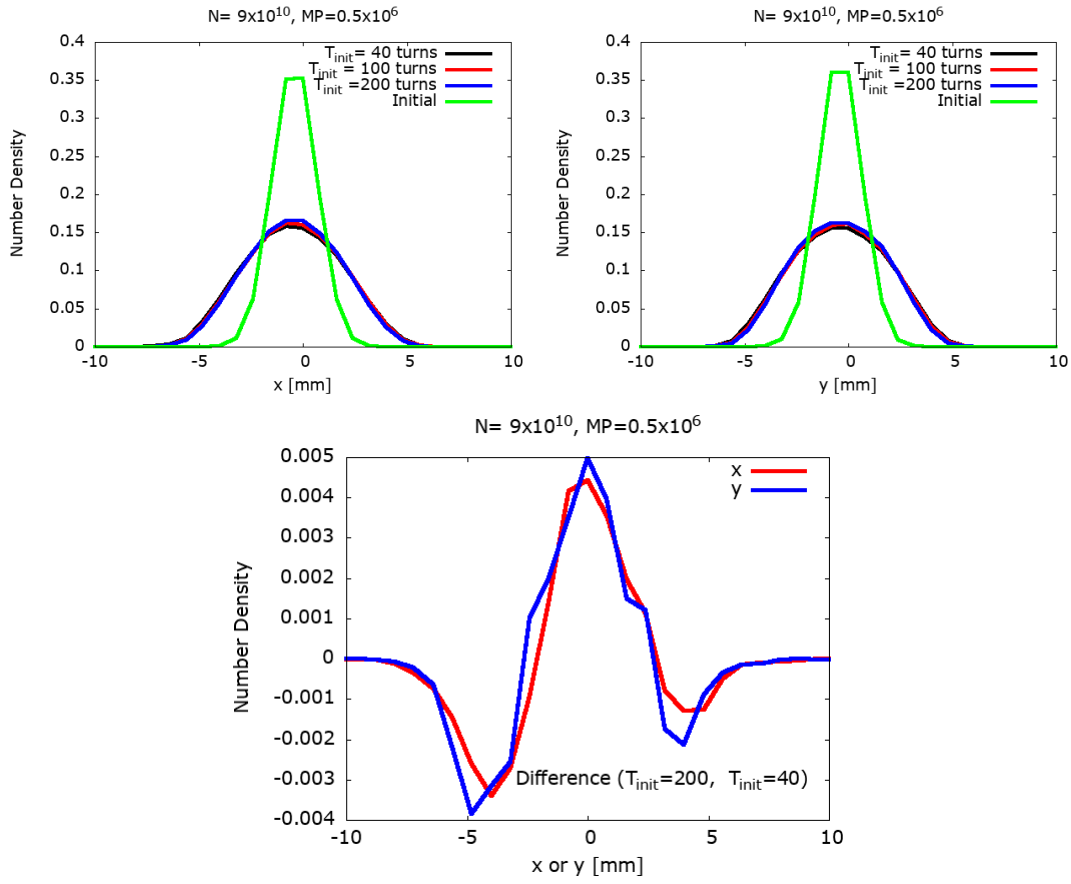 N= 9x10^10, MP=0.5x10^6
0.4
0.35
0.3
0.25
0.2
0.15
0.1
0.05
0
Number Density
T_init= 40 turns
T_init = 100 turns
T_init =200 turns
Initial
-10
-5
0
5
10
x [mm]
N= 9x10^10, MP=0.5x10^6
0.4
0.35
0.3
0.25
0.2
0.15
0.1
0.05
0
Number Density
T_init= 40 turns
T_init = 100 turns
T_init =200 turns
Initial
-10
-5
0
5
10
y [mm]
N= 9x10^10, MP=0.5x10^6
0.005
0.004
0.003
0.002
0.001
0
-0.001
-0.002
-0.003
-0.004
Number Density
x
y
Difference (T_init=200, T_init=40)
-10
-5
0
5
10
x or y [mm]